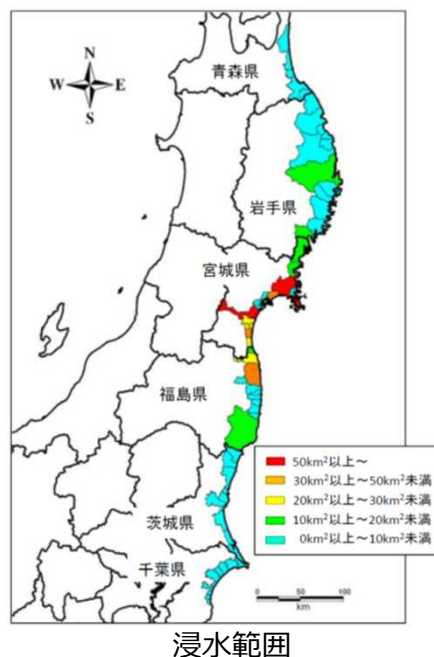 N
W E
S
青森県
岩手県
宮城県
福島県
茨城県
千葉県
50km²以上～
30km²以上～50km²未満
20km²以上～30km²未満
10km²以上～20km²未満
0km²以上～10km²未満
0 50 100
km
浸水範囲